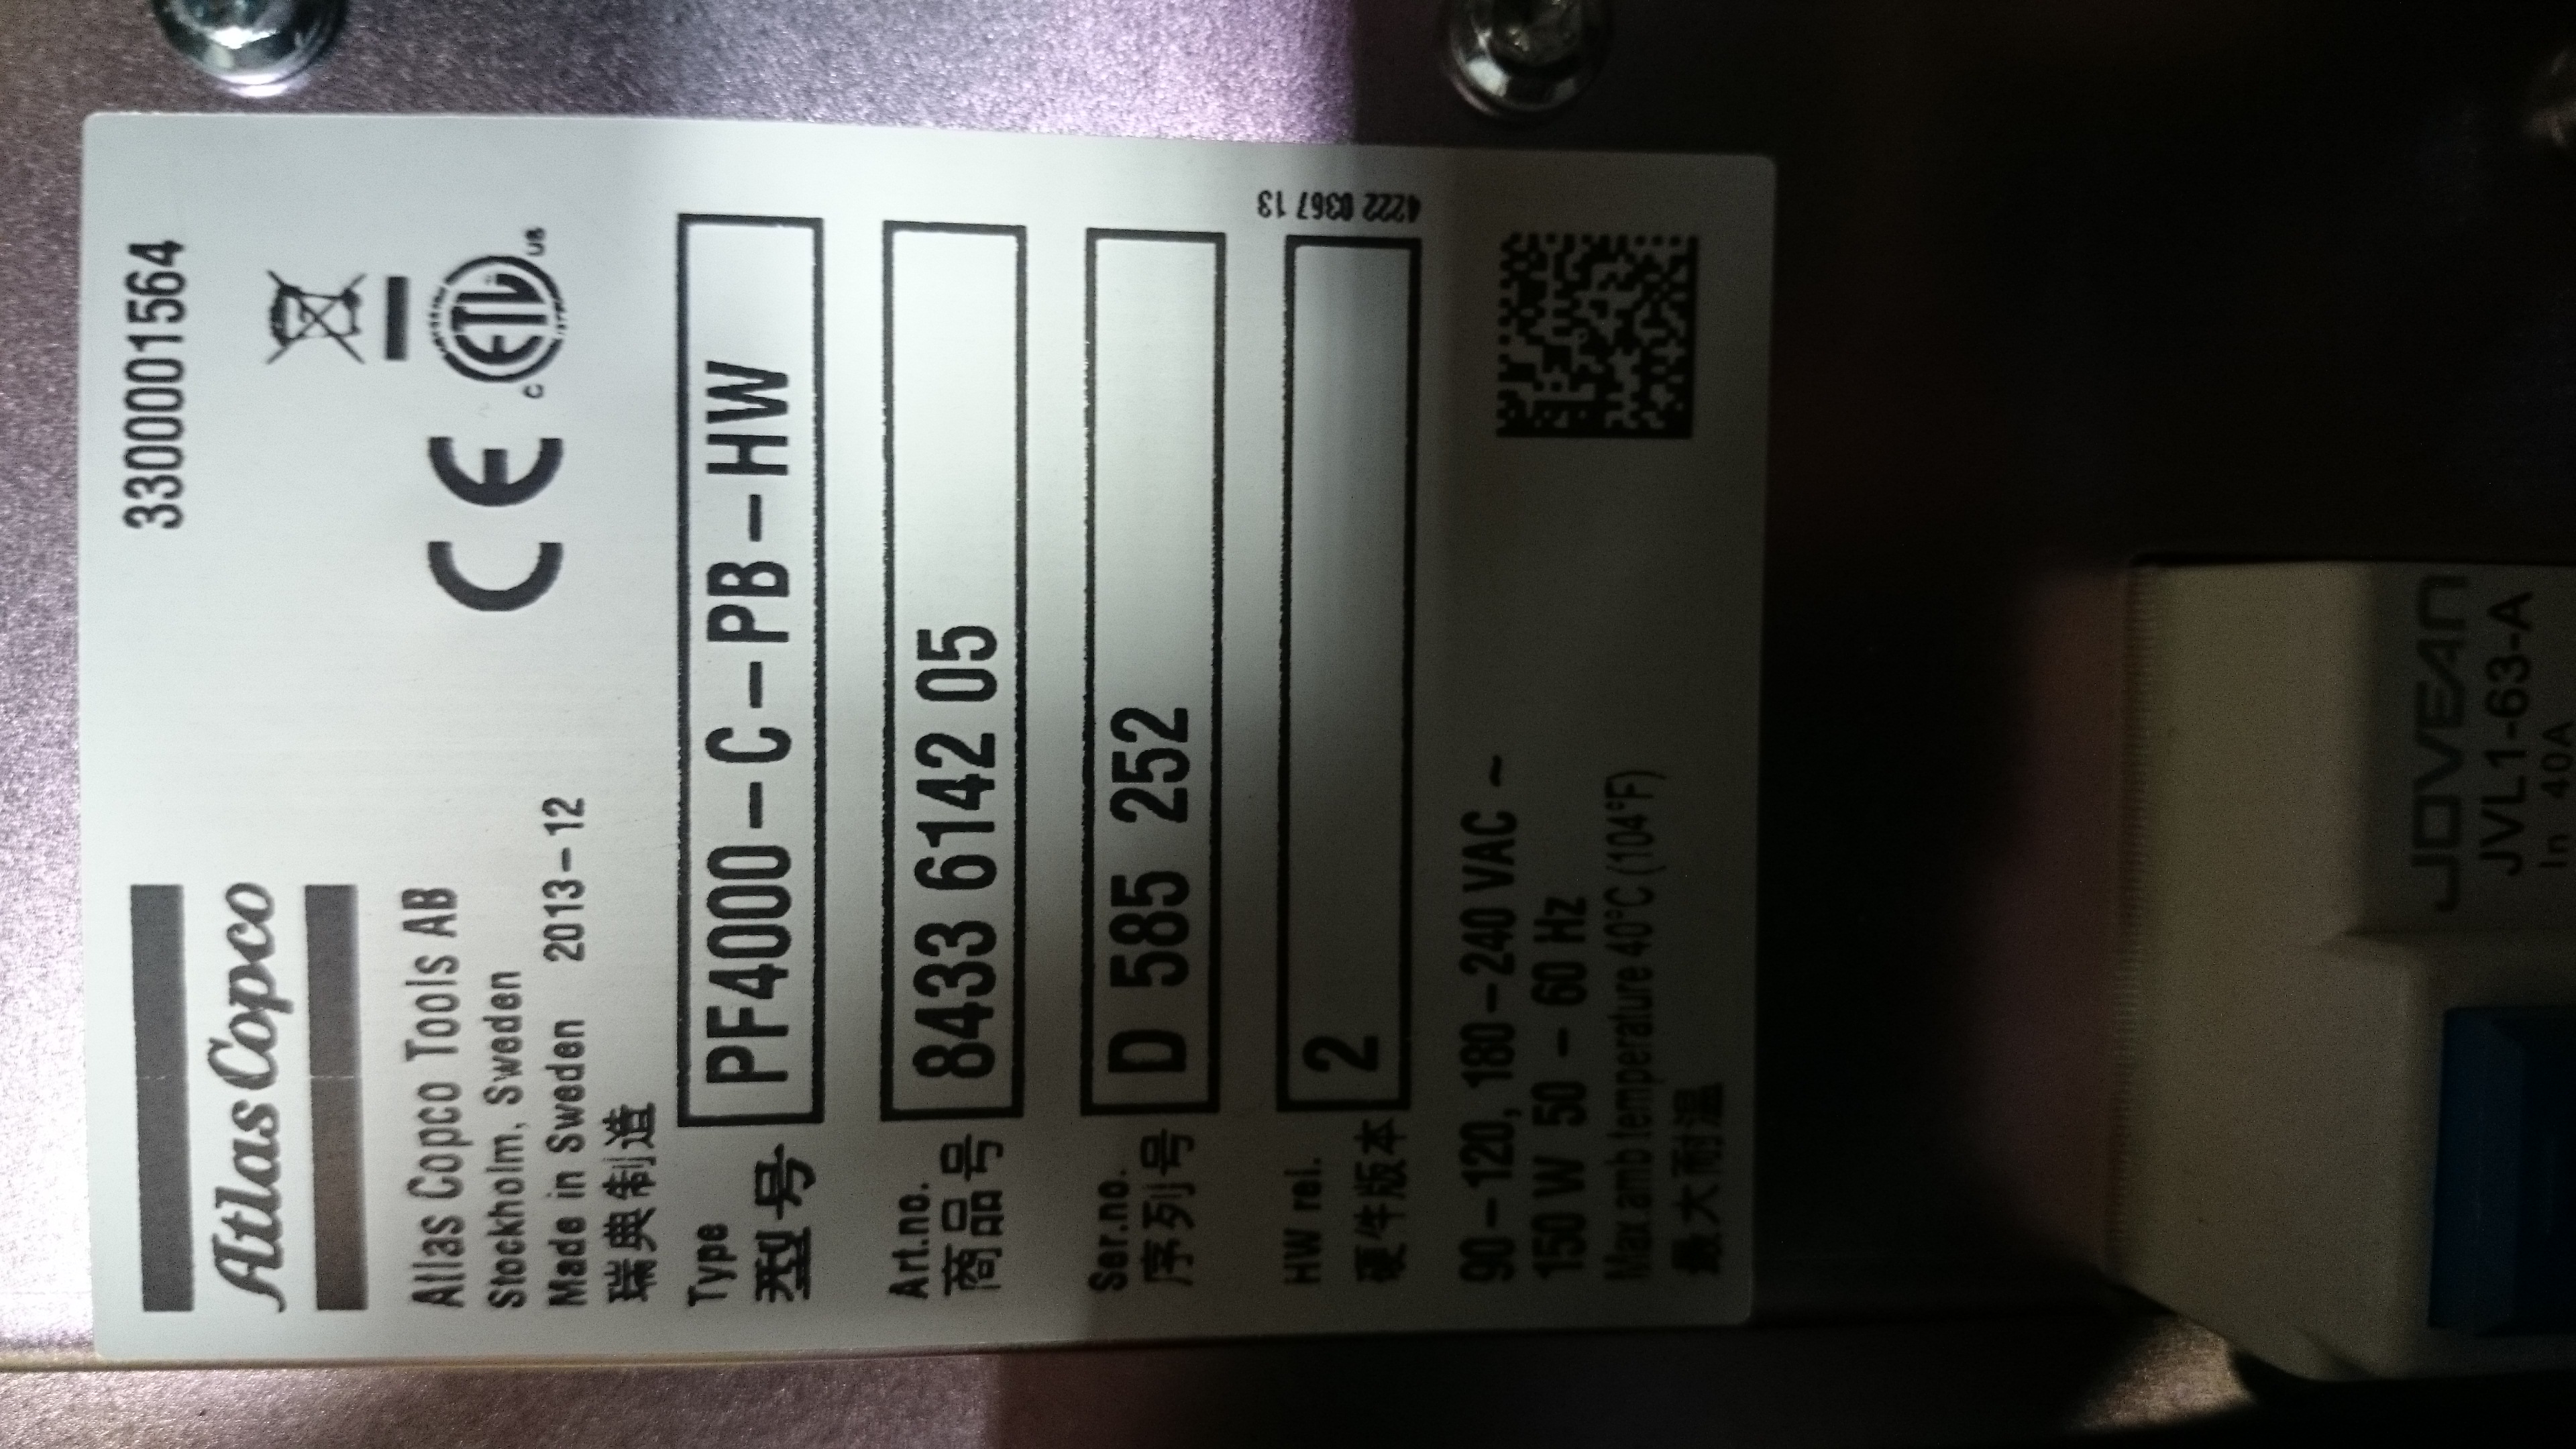 3300001564
Atlas Copco
Atlas Copco Tools AB
Stockholm, Sweden
Made in Sweden 2013-12
瑞典制造
CE
c ETL us
Type
型号
PF4000-C-PB-HW
Art.no.
商品号
8433 6142 05
Ser.no.
序列号
D 585 252
HW rel.
硬件版本
2
4222 0367 13
90-120, 180-240 VAC ~
150 W 50 - 60 Hz
Max amb temperature 40°C (104°F)
最大耐温
JOVEAN
JVL1-63-A
In 40A